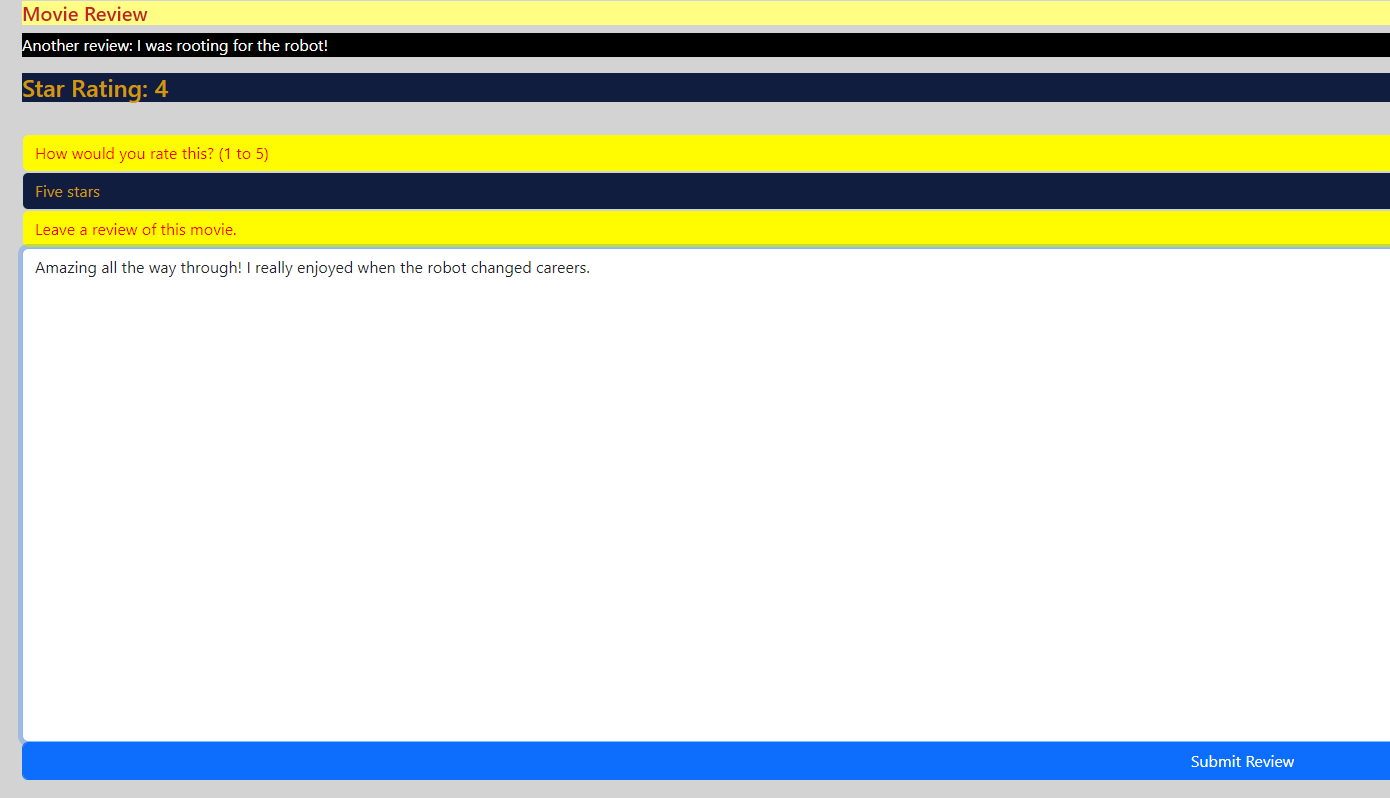 Movie Review
Another review: I was rooting for the robot!
Star Rating: 4
How would you rate this? (1 to 5)
Five stars
Leave a review of this movie.
Amazing all the way through! I really enjoyed when the robot changed careers.
Submit Review